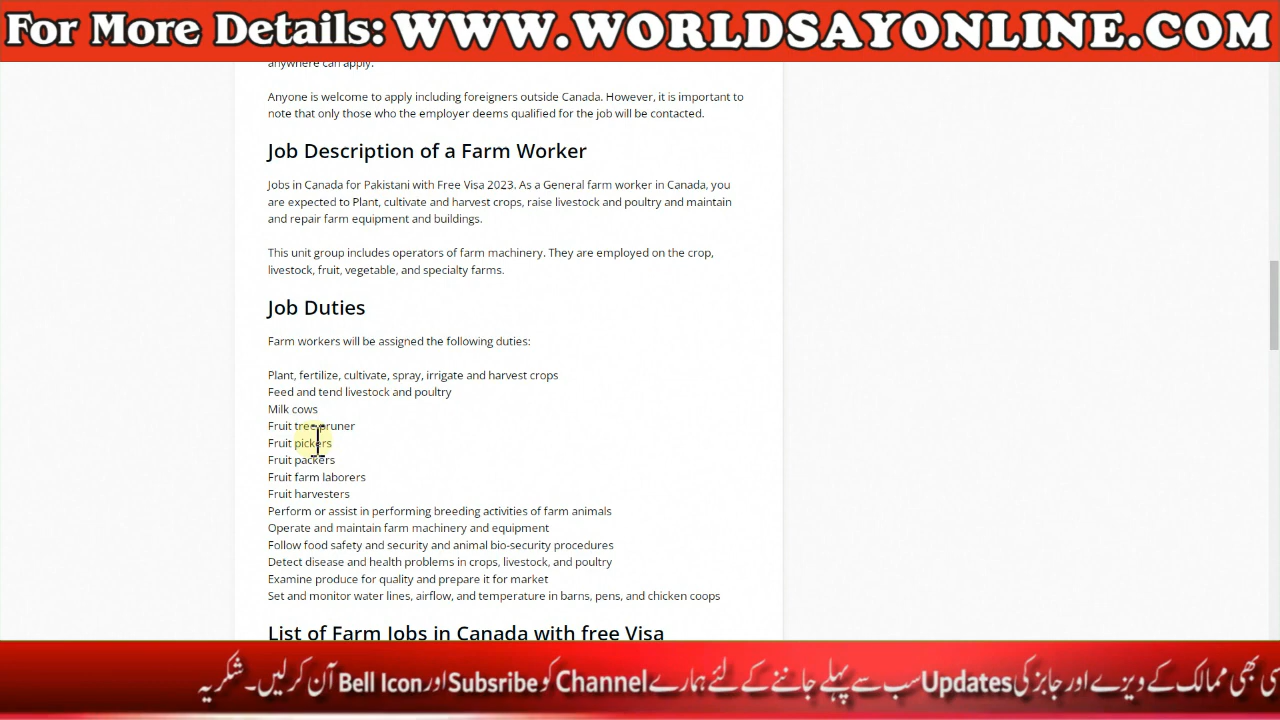 For More Details: WWW.WORLDSAYONLINE.COM
anywhere can apply.
Anyone is welcome to apply including foreigners outside Canada. However, it is important to
note that only those who the employer deems qualified for the job will be contacted.
Job Description of a Farm Worker
Jobs in Canada for Pakistani with Free Visa 2023. As a General farm worker in Canada, you
are expected to Plant, cultivate and harvest crops, raise livestock and poultry and maintain
and repair farm equipment and buildings.
This unit group includes operators of farm machinery. They are employed on the crop,
livestock, fruit, vegetable, and specialty farms.
Job Duties
Farm workers will be assigned the following duties:
Plant, fertilize, cultivate, spray, irrigate and harvest crops
Feed and tend livestock and poultry
Milk cows
Fruit tree pruner
Fruit pickers
Fruit packers
Fruit farm laborers
Fruit harvesters
Perform or assist in performing breeding activities of farm animals
Operate and maintain farm machinery and equipment
Follow food safety and security and animal bio-security procedures
Detect disease and health problems in crops, livestock, and poultry
Examine produce for quality and prepare it for market
Set and monitor water lines, airflow, and temperature in barns, pens, and chicken coops
List of Farm Jobs in Canada with free Visa
بھی ممالک کے ویزے اور جابز کی Updates سب سے پہلے جاننے کے لئے ہمارے Channel کو Subsribe اور Bell Icon آن کرلیں۔ شکریہ